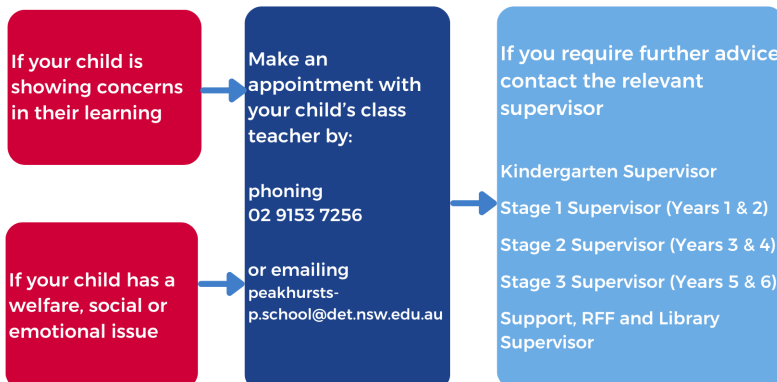 If your child is
showing concerns
in their learning
If your child has a
welfare, social or
emotional issue
Make an
appointment with
your child's class
teacher by:
phoning
02 9153 7256
or emailing
peakhursts-
p.school@det.nsw.edu.au
If you require further advice
contact the relevant
supervisor
Kindergarten Supervisor
Stage 1 Supervisor (Years 1 & 2)
Stage 2 Supervisor (Years 3 & 4)
Stage 3 Supervisor (Years 5 & 6)
Support, RFF and Library
Supervisor